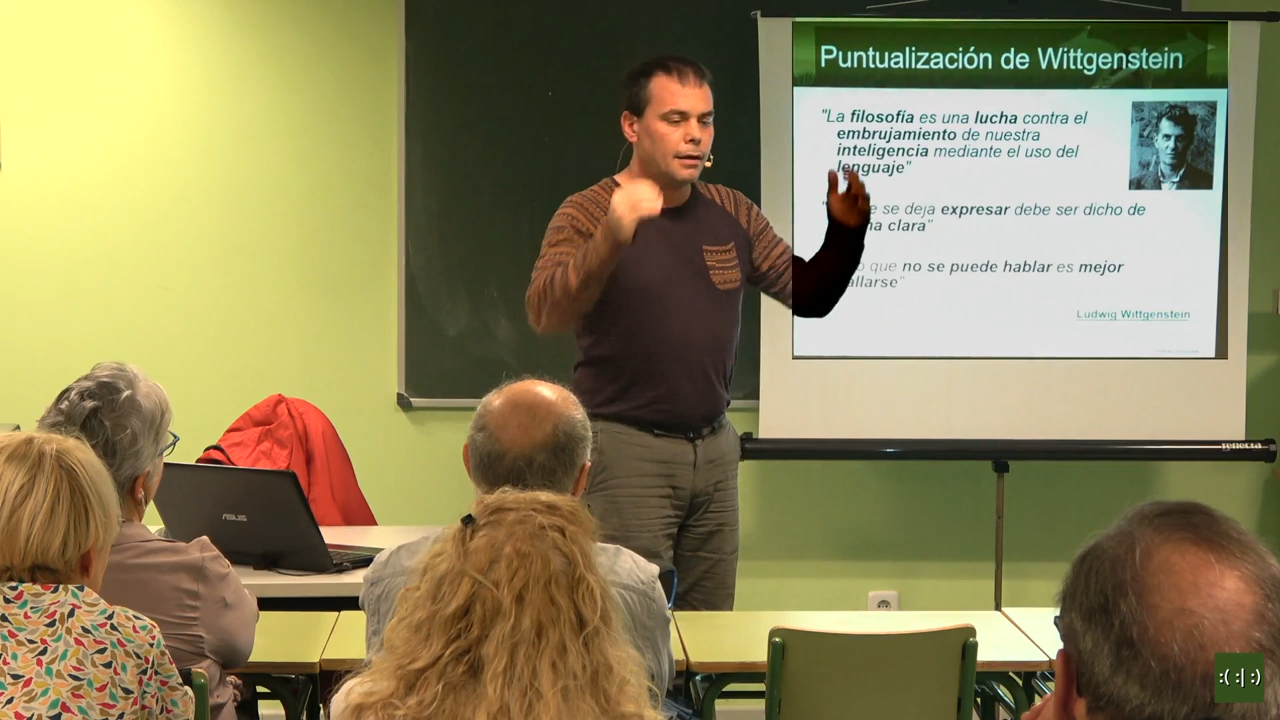 Puntualización de Wittgenstein
"La filosofía es una lucha contra el
embrujamiento de nuestra
inteligencia mediante el uso del
lenguaje"
se deja expresar debe ser dicho de
clara"
que no se puede hablar es mejor
Ludwig Wittgenstein
reflecta
ASUS
:( :| :)